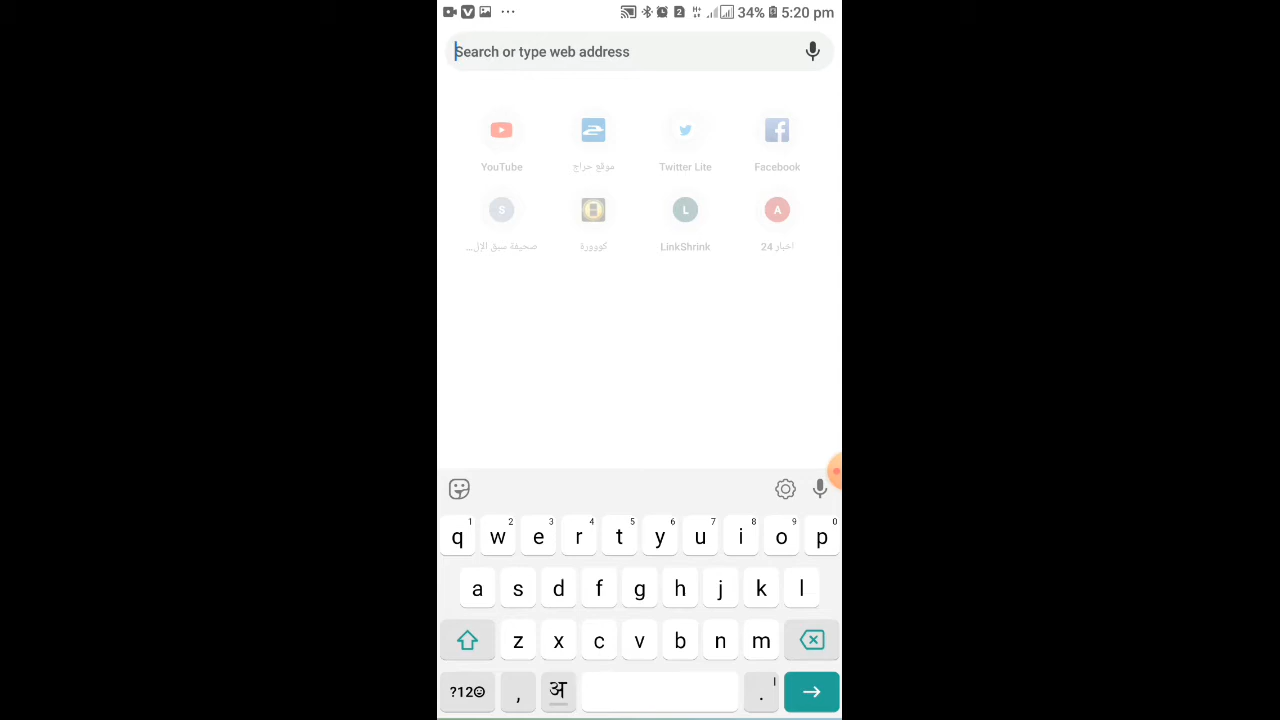 34% 5:20 pm
Search or type web address
YouTube
موقع حراج
Twitter Lite
Facebook
S
L
A
صحيفة سبق الإل...
كووورة
LinkShrink
اخبار 24
1 2 3 4 5 6 7 8 9 0
q w e r t y u i o p
a s d f g h j k l
z x c v b n m
?12☺ , अ . →